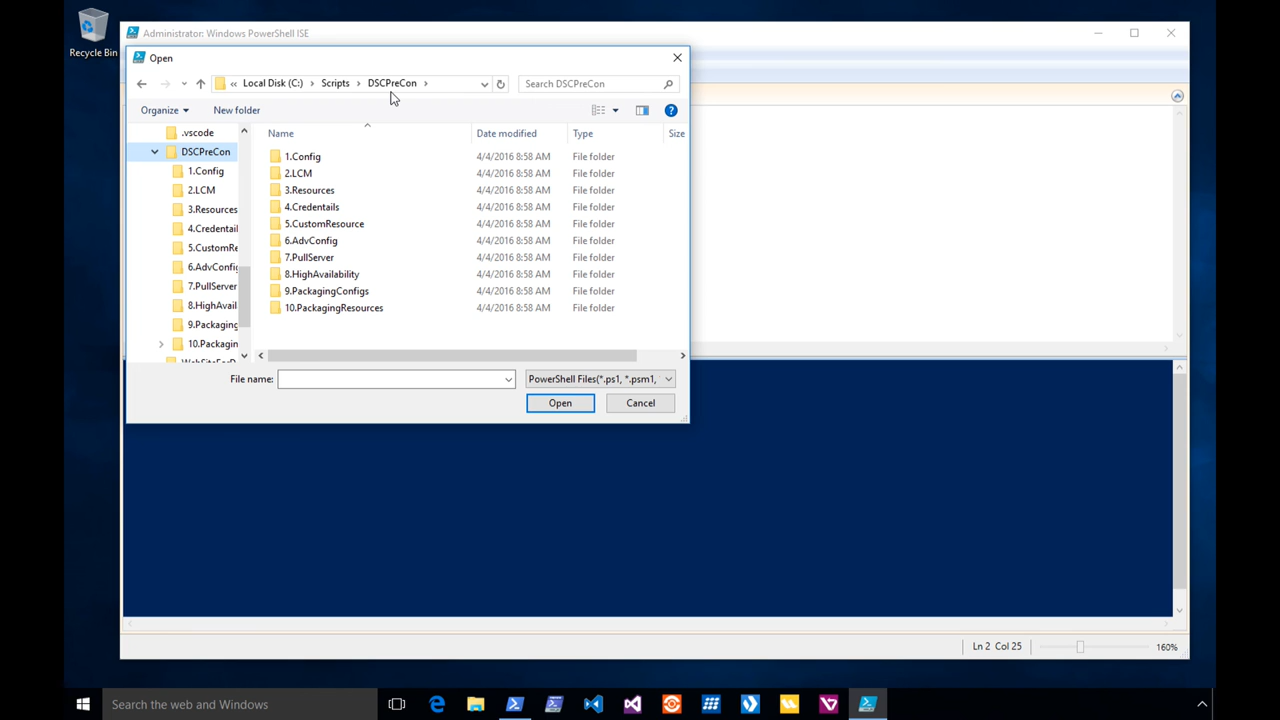 Recycle Bin
Administrator: Windows PowerShell ISE
Open
« Local Disk (C:) > Scripts > DSCPreCon >
Search DSCPreCon
Organize
New folder
.vscode
DSCPreCon
1.Config
2.LCM
3.Resources
4.Credentail
5.CustomRe
6.AdvConfig
7.PullServer
8.HighAvail
9.Packaging
10.Packagin
Name Date modified Type Size
1.Config 4/4/2016 8:58 AM File folder
2.LCM 4/4/2016 8:58 AM File folder
3.Resources 4/4/2016 8:58 AM File folder
4.Credentails 4/4/2016 8:58 AM File folder
5.CustomResource 4/4/2016 8:58 AM File folder
6.AdvConfig 4/4/2016 8:58 AM File folder
7.PullServer 4/4/2016 8:58 AM File folder
8.HighAvailability 4/4/2016 8:58 AM File folder
9.PackagingConfigs 4/4/2016 8:58 AM File folder
10.PackagingResources 4/4/2016 8:58 AM File folder
File name:
PowerShell Files(*.ps1, *.psm1,
Open
Cancel
Ln 2 Col 25
160%
Search the web and Windows